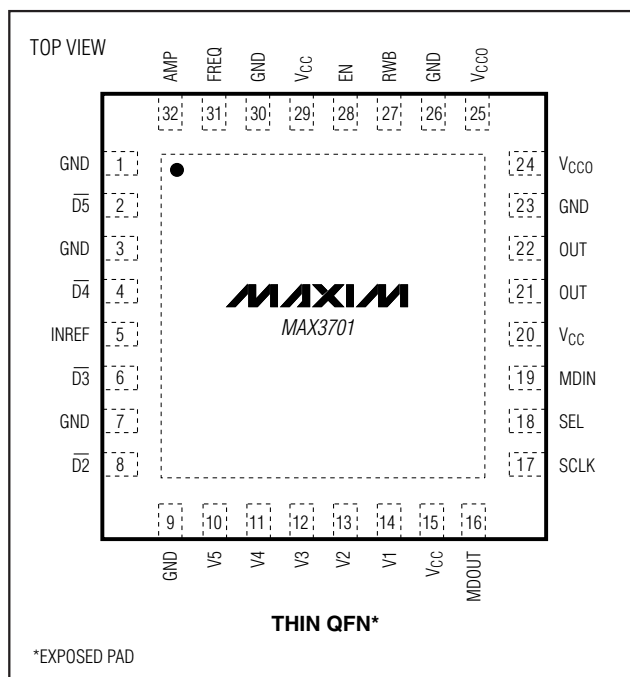 TOP VIEW
AMP
FREQ
GND
VCC
EN
RWB
GND
VCCO
32 31 30 29 28 27 26 25
GND 1
D5̅ 2
GND 3
D4̅ 4
INREF 5
D3̅ 6
GND 7
D2̅ 8
MAXIM
MAX3701
24 VCCO
23 GND
22 OUT
21 OUT
20 VCC
19 MDIN
18 SEL
17 SCLK
9 10 11 12 13 14 15 16
GND
V5
V4
V3
V2
V1
VCC
MDOUT
THIN QFN*
*EXPOSED PAD